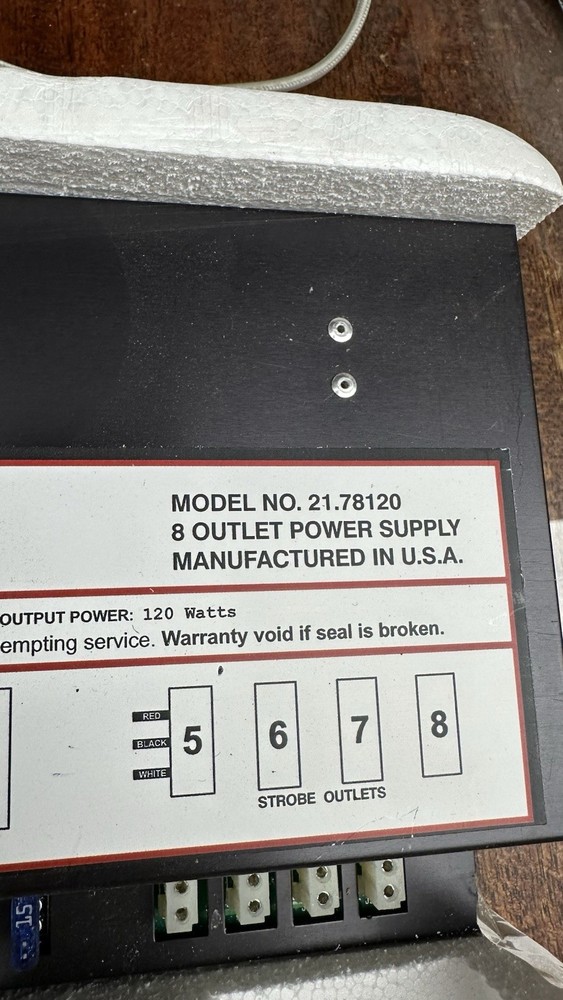 MODEL NO. 21.78120
8 OUTLET POWER SUPPLY
MANUFACTURED IN U.S.A.
OUTPUT POWER: 120 Watts
empting service. Warranty void if seal is broken.
RED
BLACK
WHITE
5 6 7 8
STROBE OUTLETS
15